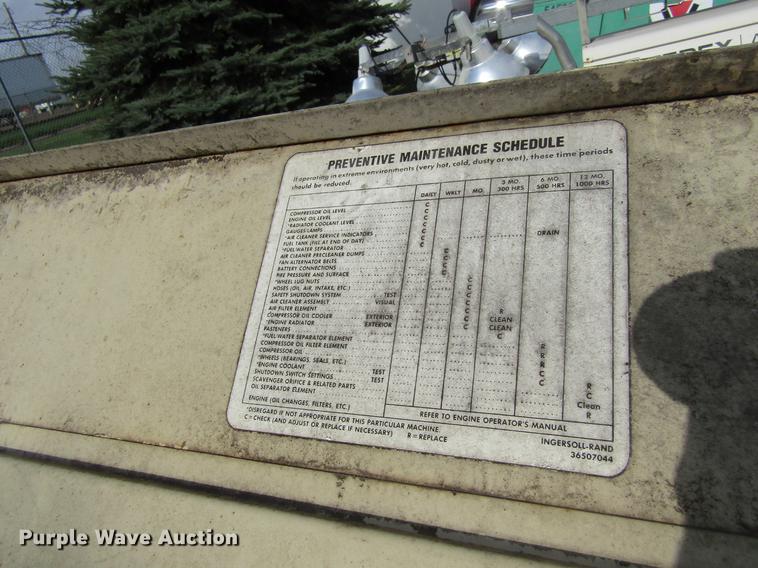 PREVENTIVE MAINTENANCE SCHEDULE
If operating in extreme environments (very hot, cold, dusty or wet), these time periods
should be reduced.
DAILY WKLY MO. 3 MO. 300 HRS 6 MO. 500 HRS 12 MO. 1000 HRS
COMPRESSOR OIL LEVEL C
ENGINE OIL LEVEL C
*RADIATOR COOLANT LEVEL C
GAUGES/LAMPS C
*AIR CLEANER SERVICE INDICATORS C
FUEL TANK (FILL AT END OF DAY) C
*FUEL/WATER SEPARATOR C DRAIN
AIR CLEANER PRECLEANER DUMPS C
FAN/ALTERNATOR BELTS C
BATTERY CONNECTIONS C
TIRE PRESSURE AND SURFACE C
*WHEEL LUG NUTS C
HOSES (OIL, AIR, INTAKE, ETC.) C
SAFETY SHUTDOWN SYSTEM TEST C
AIR CLEANER ASSEMBLY VISUAL C
AIR FILTER ELEMENT
COMPRESSOR OIL COOLER EXTERIOR CLEAN
*ENGINE RADIATOR EXTERIOR CLEAN
FASTENERS C
*FUEL/WATER SEPARATOR ELEMENT R
COMPRESSOR OIL FILTER ELEMENT R
COMPRESSOR OIL R
*WHEELS (BEARINGS, SEALS, ETC.) C
*ENGINE COOLANT TEST C
SHUTDOWN SWITCH SETTINGS TEST R
SCAVENGER ORIFICE & RELATED PARTS Clean
OIL SEPARATOR ELEMENT R
ENGINE (OIL CHANGES, FILTERS, ETC.) REFER TO ENGINE OPERATOR'S MANUAL
*DISREGARD IF NOT APPROPRIATE FOR THIS PARTICULAR MACHINE.
C = CHECK (AND ADJUST OR REPLACE IF NECESSARY) R = REPLACE
INGERSOLL-RAND
36507044
Purple Wave Auction